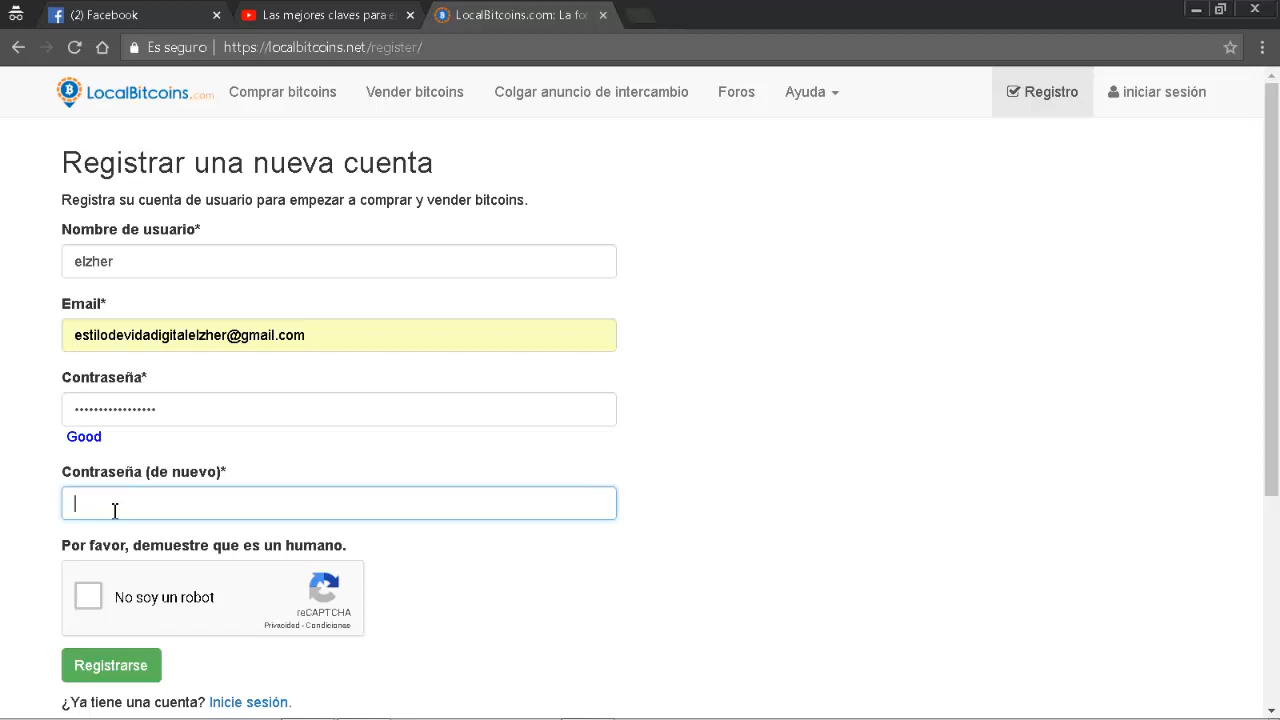 (2) Facebook
Las mejores claves para e
LocalBitcoins.com: La fo
Es seguro
https://localbitcoins.net/register/
LocalBitcoins.com
Comprar bitcoins
Vender bitcoins
Colgar anuncio de intercambio
Foros
Ayuda
Registro
iniciar sesión
Registrar una nueva cuenta
Registra su cuenta de usuario para empezar a comprar y vender bitcoins.
Nombre de usuario*
elzher
Email*
estilodevidadigitalelzher@gmail.com
Contraseña*
•••••••••••••••••
Good
Contraseña (de nuevo)*
Por favor, demuestre que es un humano.
No soy un robot
reCAPTCHA
Privacidad - Condiciones
Registrarse
¿Ya tiene una cuenta? Inicie sesión.